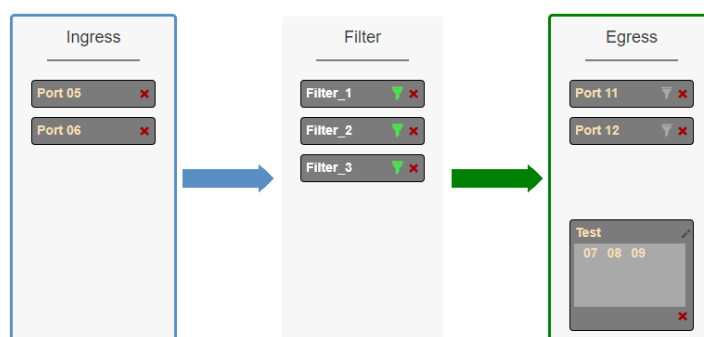 Ingress
Port 05
Port 06
Filter
Filter_1
Filter_2
Filter_3
Egress
Port 11
Port 12
Test
07 08 09